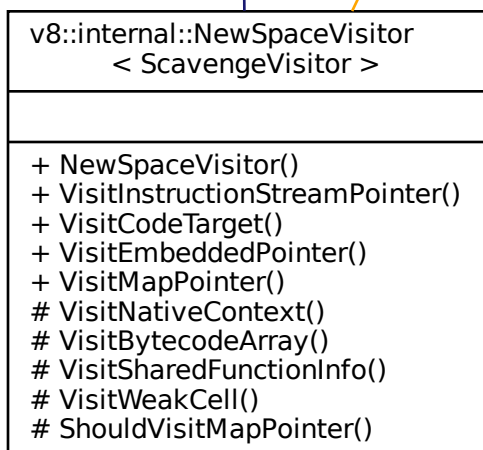 v8::internal::NewSpaceVisitor
< ScavengeVisitor >
+ NewSpaceVisitor()
+ VisitInstructionStreamPointer()
+ VisitCodeTarget()
+ VisitEmbeddedPointer()
+ VisitMapPointer()
# VisitNativeContext()
# VisitBytecodeArray()
# VisitSharedFunctionInfo()
# VisitWeakCell()
# ShouldVisitMapPointer()